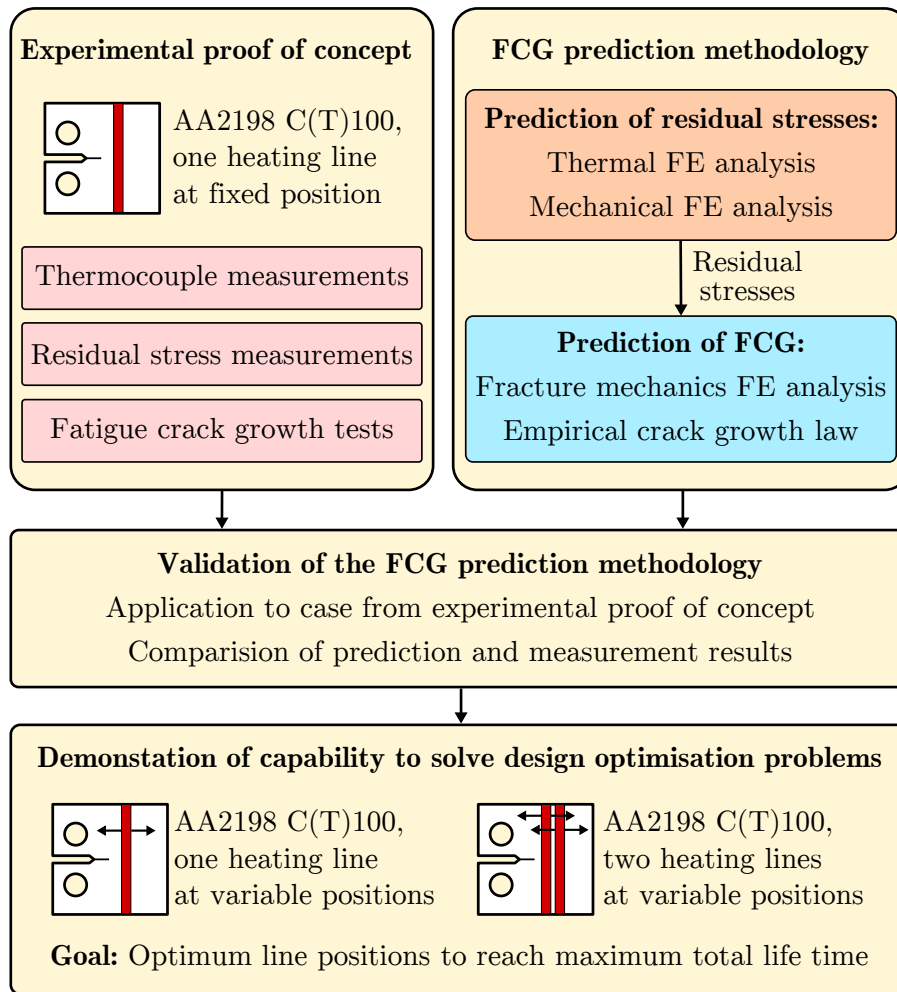 Experimental proof of concept
AA2198 C(T)100,
one heating line
at fixed position
Thermocouple measurements
Residual stress measurements
Fatigue crack growth tests
FCG prediction methodology
Prediction of residual stresses:
Thermal FE analysis
Mechanical FE analysis
Residual
stresses
Prediction of FCG:
Fracture mechanics FE analysis
Empirical crack growth law
Validation of the FCG prediction methodology
Application to case from experimental proof of concept
Comparision of prediction and measurement results
Demonstation of capability to solve design optimisation problems
AA2198 C(T)100,
one heating line
at variable positions
AA2198 C(T)100,
two heating lines
at variable positions
Goal: Optimum line positions to reach maximum total life time